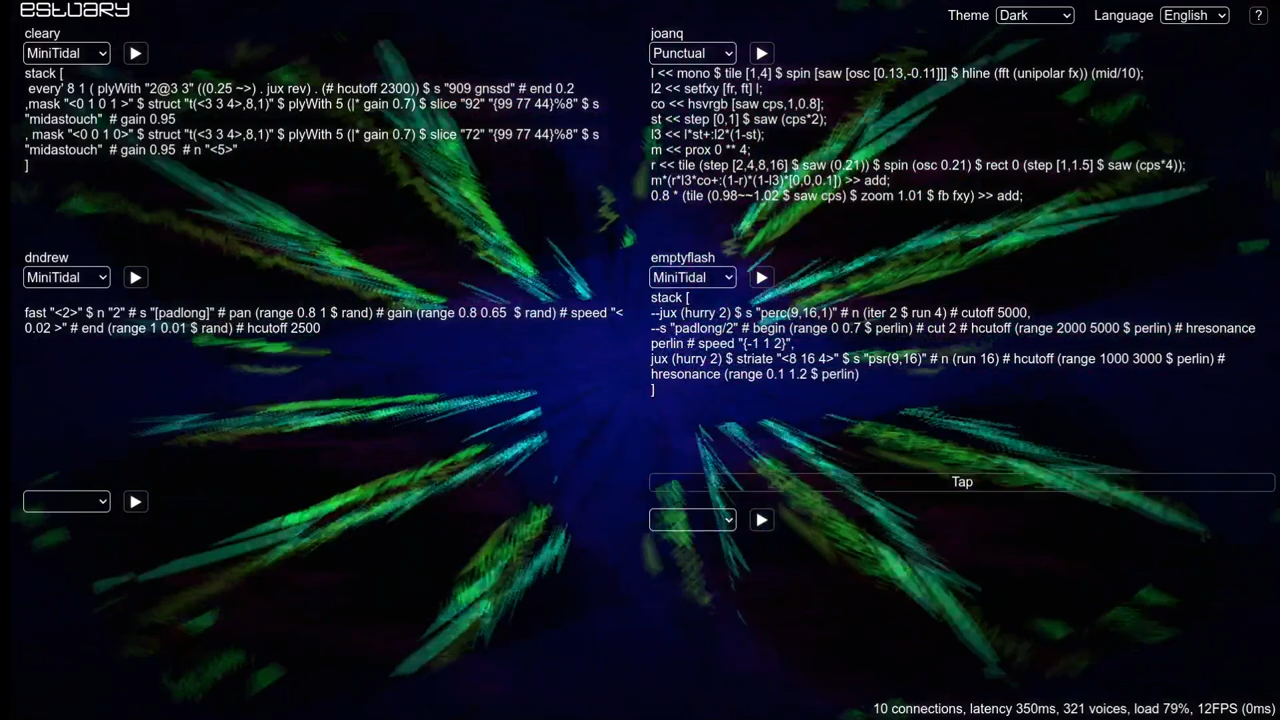 estuary
Theme Dark Language English ?
cleary
MiniTidal
stack [
every' 8 1 ( plyWith "2@3 3" ((0.25 ~>) . jux rev) . (# hcutoff 2300)) $ s "909 gnssd" # end 0.2
,mask "<0 1 0 1 >" $ struct "t(<3 3 4>,8,1)" $ plyWith 5 (|* gain 0.7) $ slice "92" "{99 77 44}%8" $ s
"midastouch" # gain 0.95
, mask "<0 0 1 0>" $ struct "t(<3 3 4>,8,1)" $ plyWith 5 (|* gain 0.7) $ slice "72" "{99 77 44}%8" $ s
"midastouch" # gain 0.95 # n "<5>"
]
joanq
Punctual
l << mono $ tile [1,4] $ spin [saw [osc [0.13,-0.11]]] $ hline (fft (unipolar fx)) (mid/10);
l2 << setfxy [fr, ft] l;
co << hsvrgb [saw cps,1,0.8];
st << step [0,1] $ saw (cps*2);
l3 << l*st+:l2*(1-st);
m << prox 0 ** 4;
r << tile (step [2,4,8,16] $ saw (0.21)) $ spin (osc 0.21) $ rect 0 (step [1,1.5] $ saw (cps*4));
m*(r*l3*co+:(1-r)*(1-l3)*[0,0,0.1]) >> add;
0.8 * (tile (0.98~~1.02 $ saw cps) $ zoom 1.01 $ fb fxy) >> add;
dndrew
MiniTidal
fast "<2>" $ n "2" # s "[padlong]" # pan (range 0.8 1 $ rand) # gain (range 0.8 0.65 $ rand) # speed "<
0.02 >" # end (range 1 0.01 $ rand) # hcutoff 2500
emptyflash
MiniTidal
stack [
--jux (hurry 2) $ s "perc(9,16,1)" # n (iter 2 $ run 4) # cutoff 5000,
--s "padlong/2" # begin (range 0 0.7 $ perlin) # cut 2 # hcutoff (range 2000 5000 $ perlin) # hresonance
perlin # speed "{-1 1 2}",
jux (hurry 2) $ striate "<8 16 4>" $ s "psr(9,16)" # n (run 16) # hcutoff (range 1000 3000 $ perlin) #
hresonance (range 0.1 1.2 $ perlin)
]
Tap
10 connections, latency 350ms, 321 voices, load 79%, 12FPS (0ms)